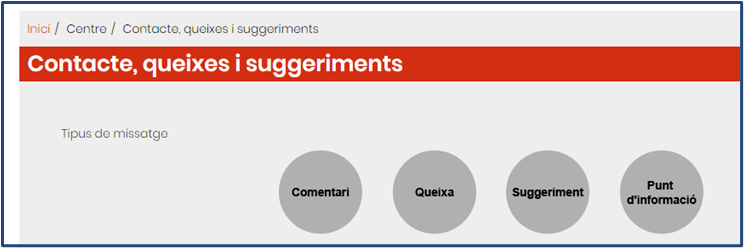 Inici / Centre / Contacte, queixes i suggeriments
Contacte, queixes i suggeriments
Tipus de missatge
Comentari
Queixa
Suggeriment
Punt
d'informació